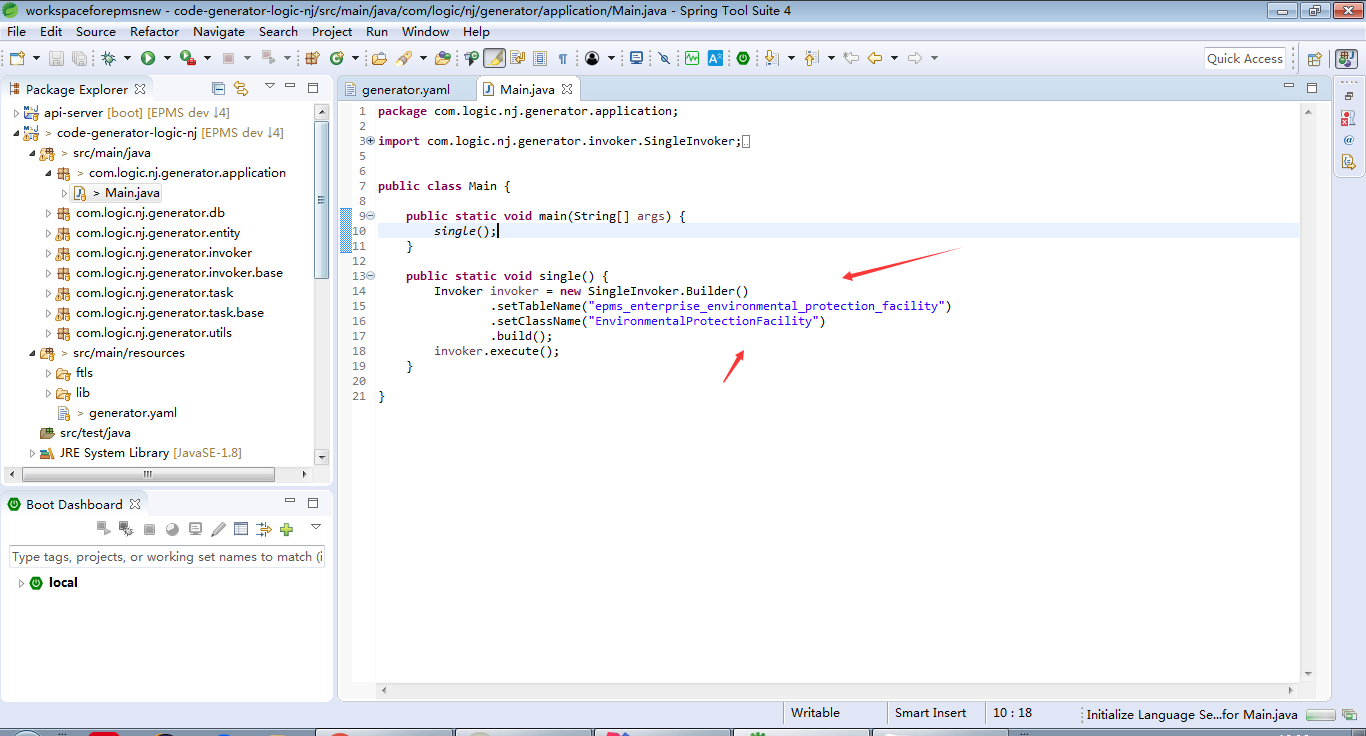 workspaceforepmsnew - code-generator-logic-nj/src/main/java/com/logic/nj/generator/application/Main.java - Spring Tool Suite 4
File Edit Source Refactor Navigate Search Project Run Window Help
Quick Access
Package Explorer
api-server [boot] [EPMS dev ↓4]
> code-generator-logic-nj [EPMS dev ↓4]
> src/main/java
> com.logic.nj.generator.application
> Main.java
com.logic.nj.generator.db
com.logic.nj.generator.entity
com.logic.nj.generator.invoker
com.logic.nj.generator.invoker.base
com.logic.nj.generator.task
com.logic.nj.generator.task.base
com.logic.nj.generator.utils
> src/main/resources
ftls
lib
> generator.yaml
src/test/java
JRE System Library [JavaSE-1.8]
Boot Dashboard
Type tags, projects, or working set names to match (i
local
generator.yaml Main.java
1 package com.logic.nj.generator.application;
2
3 import com.logic.nj.generator.invoker.SingleInvoker;
5
6
7 public class Main {
8
9 public static void main(String[] args) {
10 single();
11 }
12
13 public static void single() {
14 Invoker invoker = new SingleInvoker.Builder()
15 .setTableName("epms_enterprise_environmental_protection_facility")
16 .setClassName("EnvironmentalProtectionFacility")
17 .build();
18 invoker.execute();
19 }
20
21 }
Writable Smart Insert 10 : 18 Initialize Language Se...for Main.java